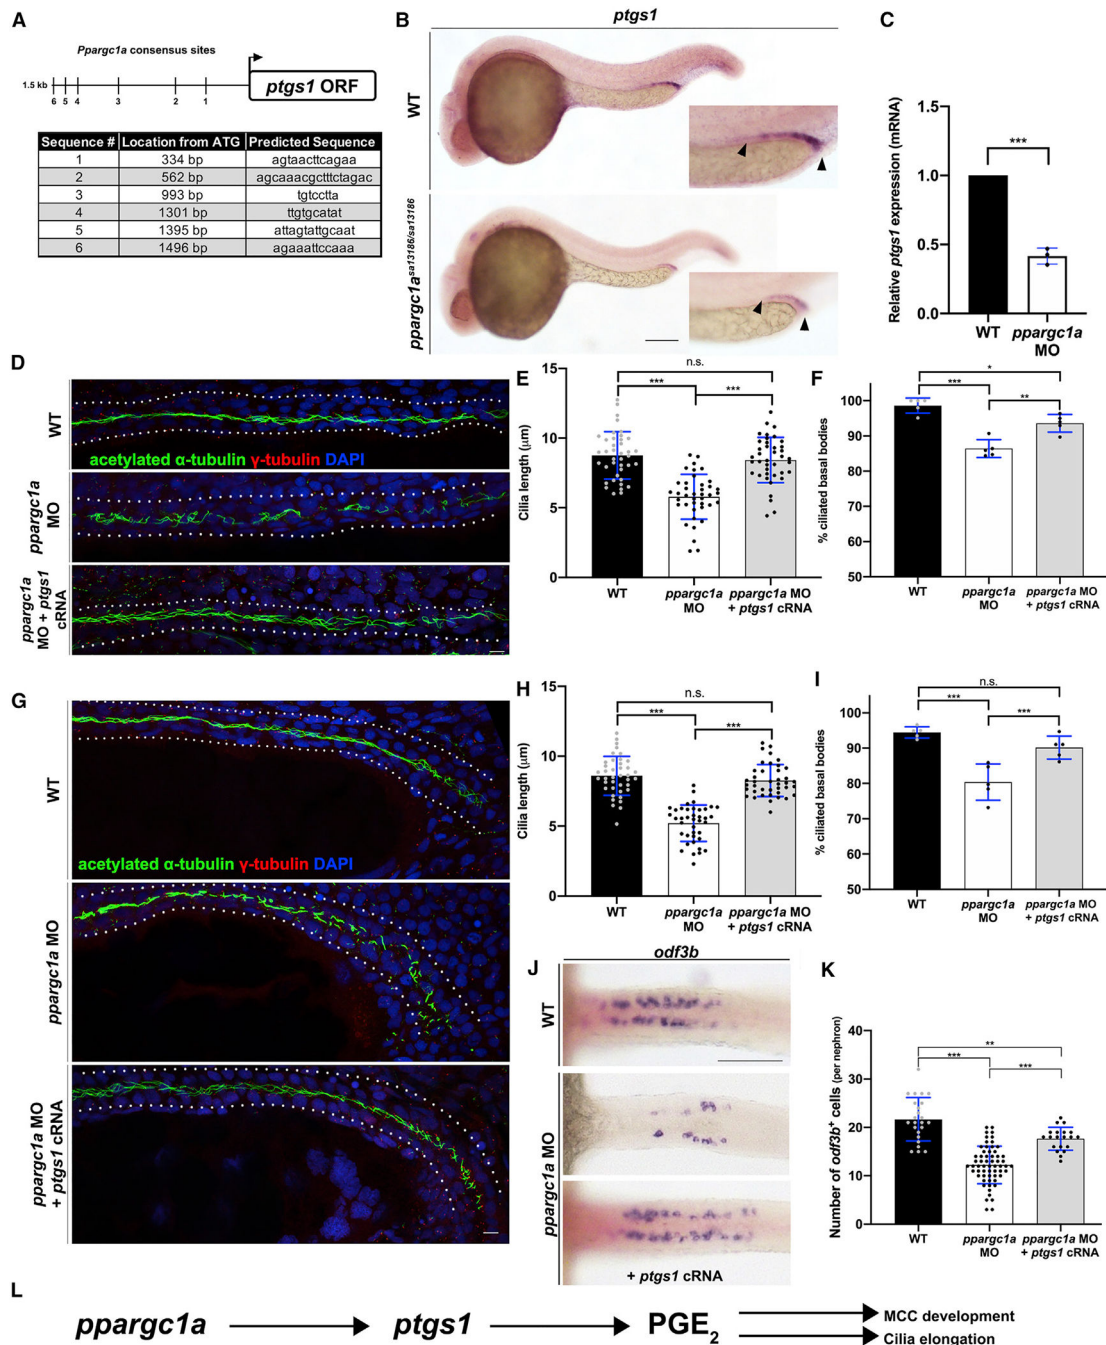 A
Ppargc1a consensus sites
1.5 kb
6 5 4 3 2 1
ptgs1 ORF
Sequence # Location from ATG Predicted Sequence
1 334 bp agtaacttcagaa
2 562 bp agcaaacgctttctagac
3 993 bp tgtcctta
4 1301 bp ttgtgcatat
5 1395 bp attagtattgcaat
6 1496 bp agaaattccaaa
B
ptgs1
WT
ppargc1a sa13186/sa13186
C
Relative ptgs1 expression (mRNA)
1.5
1.0
0.5
0.0
***
WT
ppargc1a
MO
D
WT
acetylated α-tubulin γ-tubulin DAPI
ppargc1a
MO
ppargc1a
MO + ptgs1
cRNA
E
Cilia length (μm)
15
10
5
0
n.s.
*** ***
WT
ppargc1a
MO
ppargc1a MO
+ ptgs1 cRNA
F
% ciliated basal bodies
100
90
80
70
60
50
*
*** **
WT
ppargc1a
MO
ppargc1a MO
+ ptgs1 cRNA
G
WT
acetylated α-tubulin γ-tubulin DAPI
ppargc1a MO
ppargc1a MO
+ ptgs1 cRNA
H
Cilia length (μm)
15
10
5
0
n.s.
*** ***
WT
ppargc1a
MO
ppargc1a MO
+ ptgs1 cRNA
I
% ciliated basal bodies
100
90
80
70
60
50
n.s.
*** ***
WT
ppargc1a
MO
ppargc1a MO
+ ptgs1 cRNA
J
odf3b
WT
ppargc1a MO
+ ptgs1 cRNA
K
Number of odf3b+ cells (per nephron)
40
30
20
10
0
**
*** ***
WT
ppargc1a
MO
ppargc1a MO
+ ptgs1 cRNA
L
ppargc1a ptgs1 PGE2
MCC development
Cilia elongation